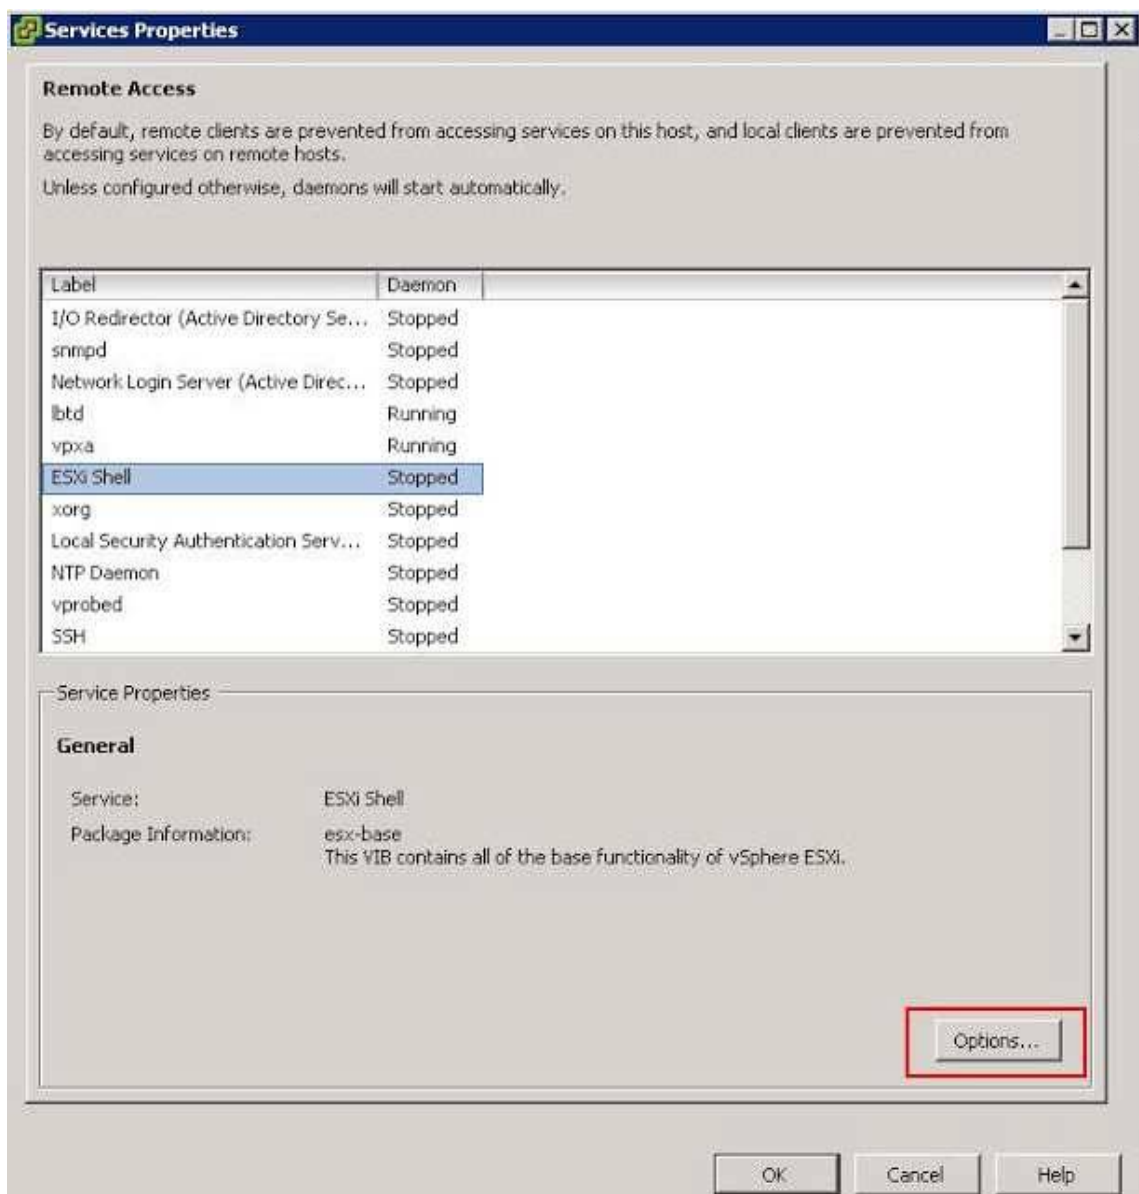 Services Properties
Remote Access
By default, remote clients are prevented from accessing services on this host, and local clients are prevented from
accessing services on remote hosts.
Unless configured otherwise, daemons will start automatically.
Label Daemon
I/O Redirector (Active Directory Se... Stopped
snmpd Stopped
Network Login Server (Active Direc... Stopped
lbtd Running
vpxa Running
ESXi Shell Stopped
xorg Stopped
Local Security Authentication Serv... Stopped
NTP Daemon Stopped
vprobed Stopped
SSH Stopped
Service Properties
General
Service: ESXi Shell
Package Information: esx-base
This VIB contains all of the base functionality of vSphere ESXi.
Options...
OK Cancel Help